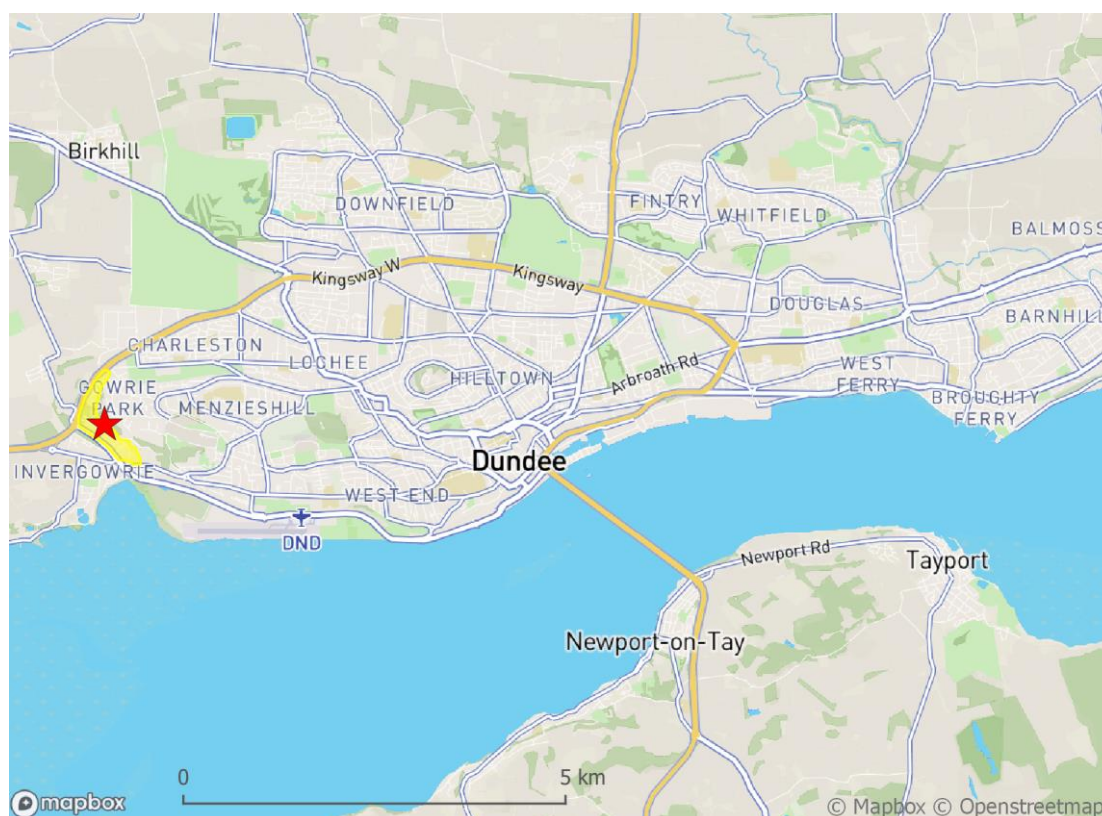 Birkhill
DOWNFIELD
FINTRY
WHITFIELD
BALMOSS
Kingsway W
Kingsway
DOUGLAS
BARNHILL
CHARLESTON
LOCHEE
HILLTOWN
Arbroath Rd
WEST
FERRY
BROUGHTY
FERRY
GOWRIE
PARK
MENZIESHILL
INVERGOWRIE
Dundee
WEST END
DND
Newport Rd
Tayport
Newport-on-Tay
0
5 km
mapbox
© Mapbox © Openstreetmap